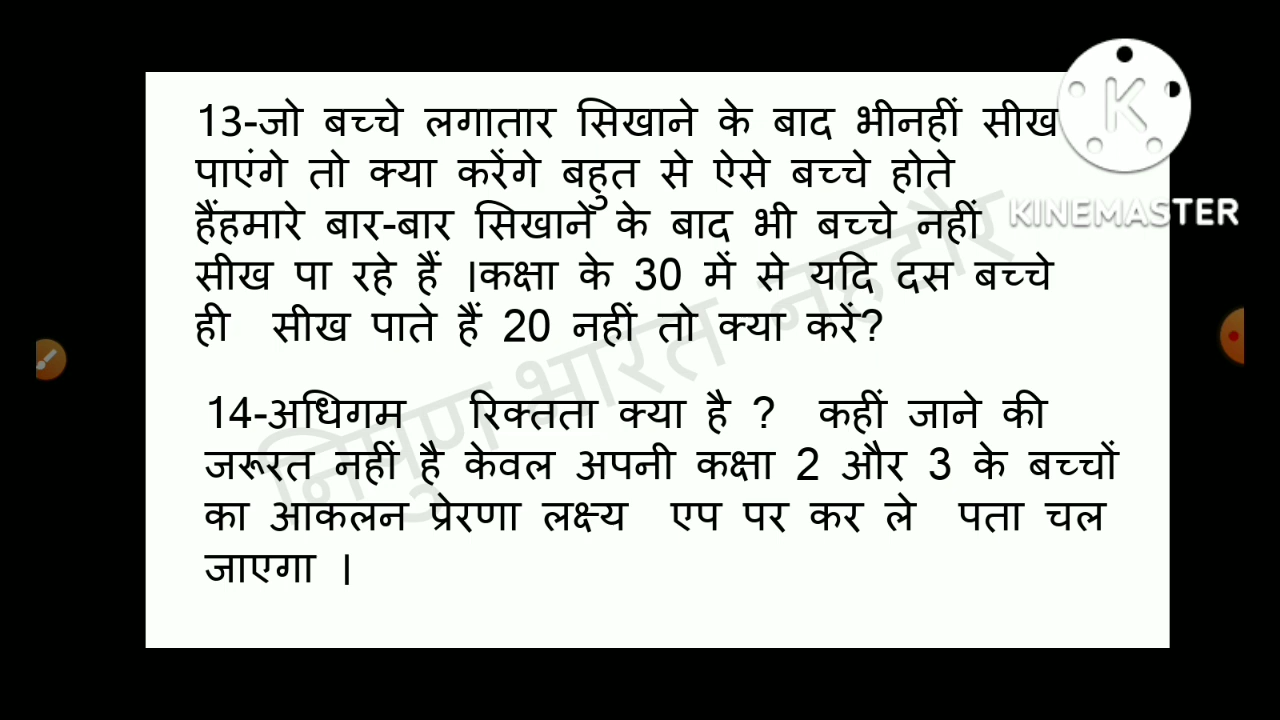 13-जो बच्चे लगातार सिखाने के बाद भीनहीं सीख
पाएंगे तो क्या करेंगे बहुत से ऐसे बच्चे होते
हैंहमारे बार-बार सिखाने के बाद भी बच्चे नहीं
सीख पा रहे हैं ।कक्षा के 30 में से यदि दस बच्चे
ही सीख पाते हैं 20 नहीं तो क्या करें?
14-अधिगम रिक्तता क्या है ? कहीं जाने की
जरूरत नहीं है केवल अपनी कक्षा 2 और 3 के बच्चों
का आकलन प्रेरणा लक्ष्य एप पर कर ले पता चल
जाएगा ।
निपुण भारत नहटौर
K
KINEMASTER